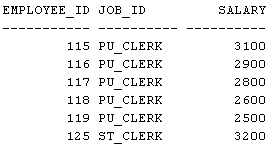 EMPLOYEE_ID JOB_ID         SALARY
----------- ---------- ----------
        115 PU_CLERK         3100
        116 PU_CLERK         2900
        117 PU_CLERK         2800
        118 PU_CLERK         2600
        119 PU_CLERK         2500
        125 ST_CLERK         3200